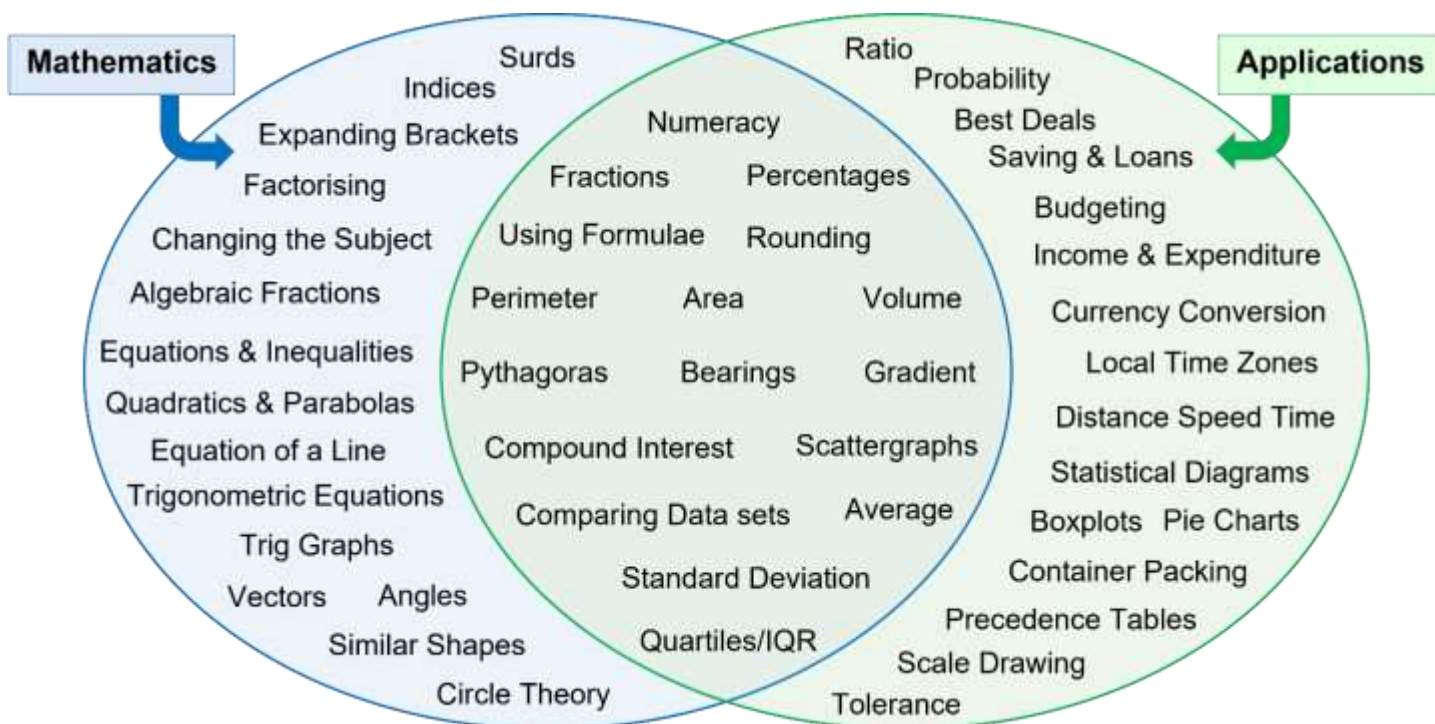 Mathematics
Surds
Indices
Expanding Brackets
Factorising
Changing the Subject
Algebraic Fractions
Equations & Inequalities
Quadratics & Parabolas
Equation of a Line
Trigonometric Equations
Trig Graphs
Vectors Angles
Similar Shapes
Circle Theory
Numeracy
Fractions Percentages
Using Formulae Rounding
Perimeter Area Volume
Pythagoras Bearings Gradient
Compound Interest Scattergraphs
Comparing Data sets Average
Standard Deviation
Quartiles/IQR
Applications
Ratio
Probability
Best Deals
Saving & Loans
Budgeting
Income & Expenditure
Currency Conversion
Local Time Zones
Distance Speed Time
Statistical Diagrams
Boxplots Pie Charts
Container Packing
Precedence Tables
Scale Drawing
Tolerance